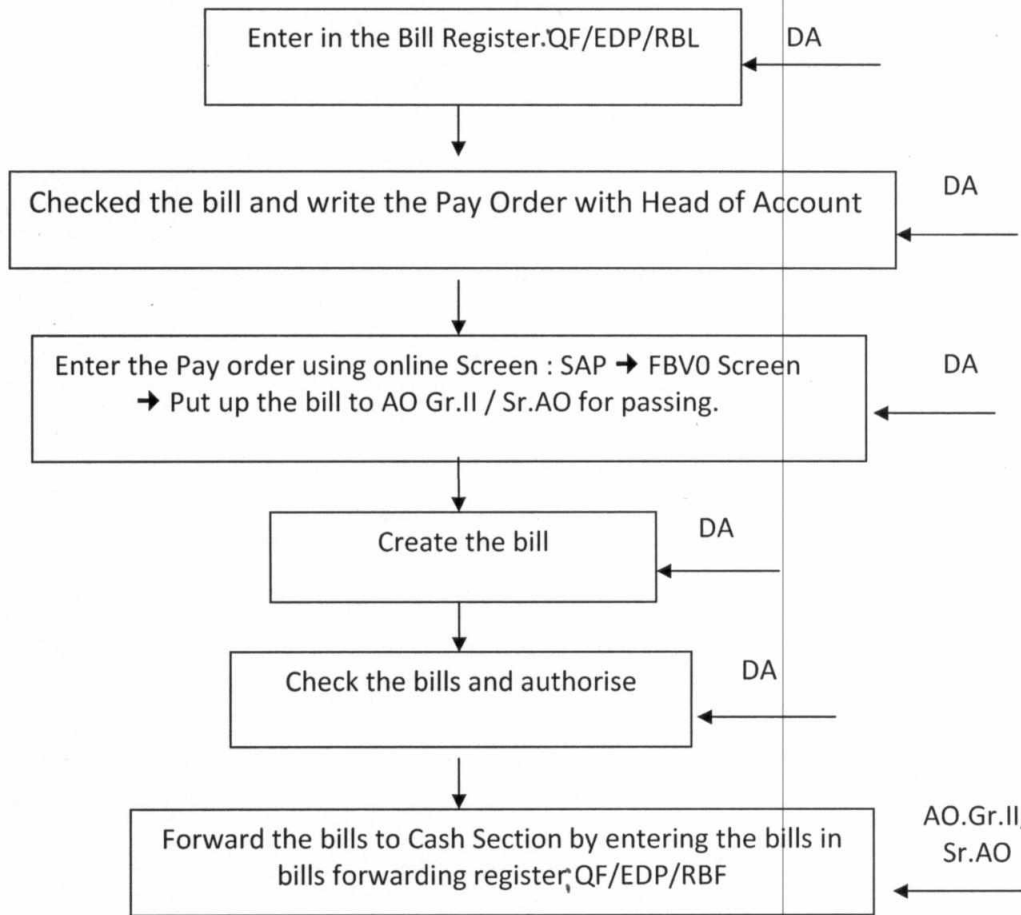 Enter in the Bill Register.QF/EDP/RBL
DA
Checked the bill and write the Pay Order with Head of Account
DA
Enter the Pay order using online Screen : SAP → FBV0 Screen
→ Put up the bill to AO Gr.II / Sr.AO for passing.
DA
Create the bill
DA
Check the bills and authorise
DA
Forward the bills to Cash Section by entering the bills in
bills forwarding register, QF/EDP/RBF
AO.Gr.II/
Sr.AO